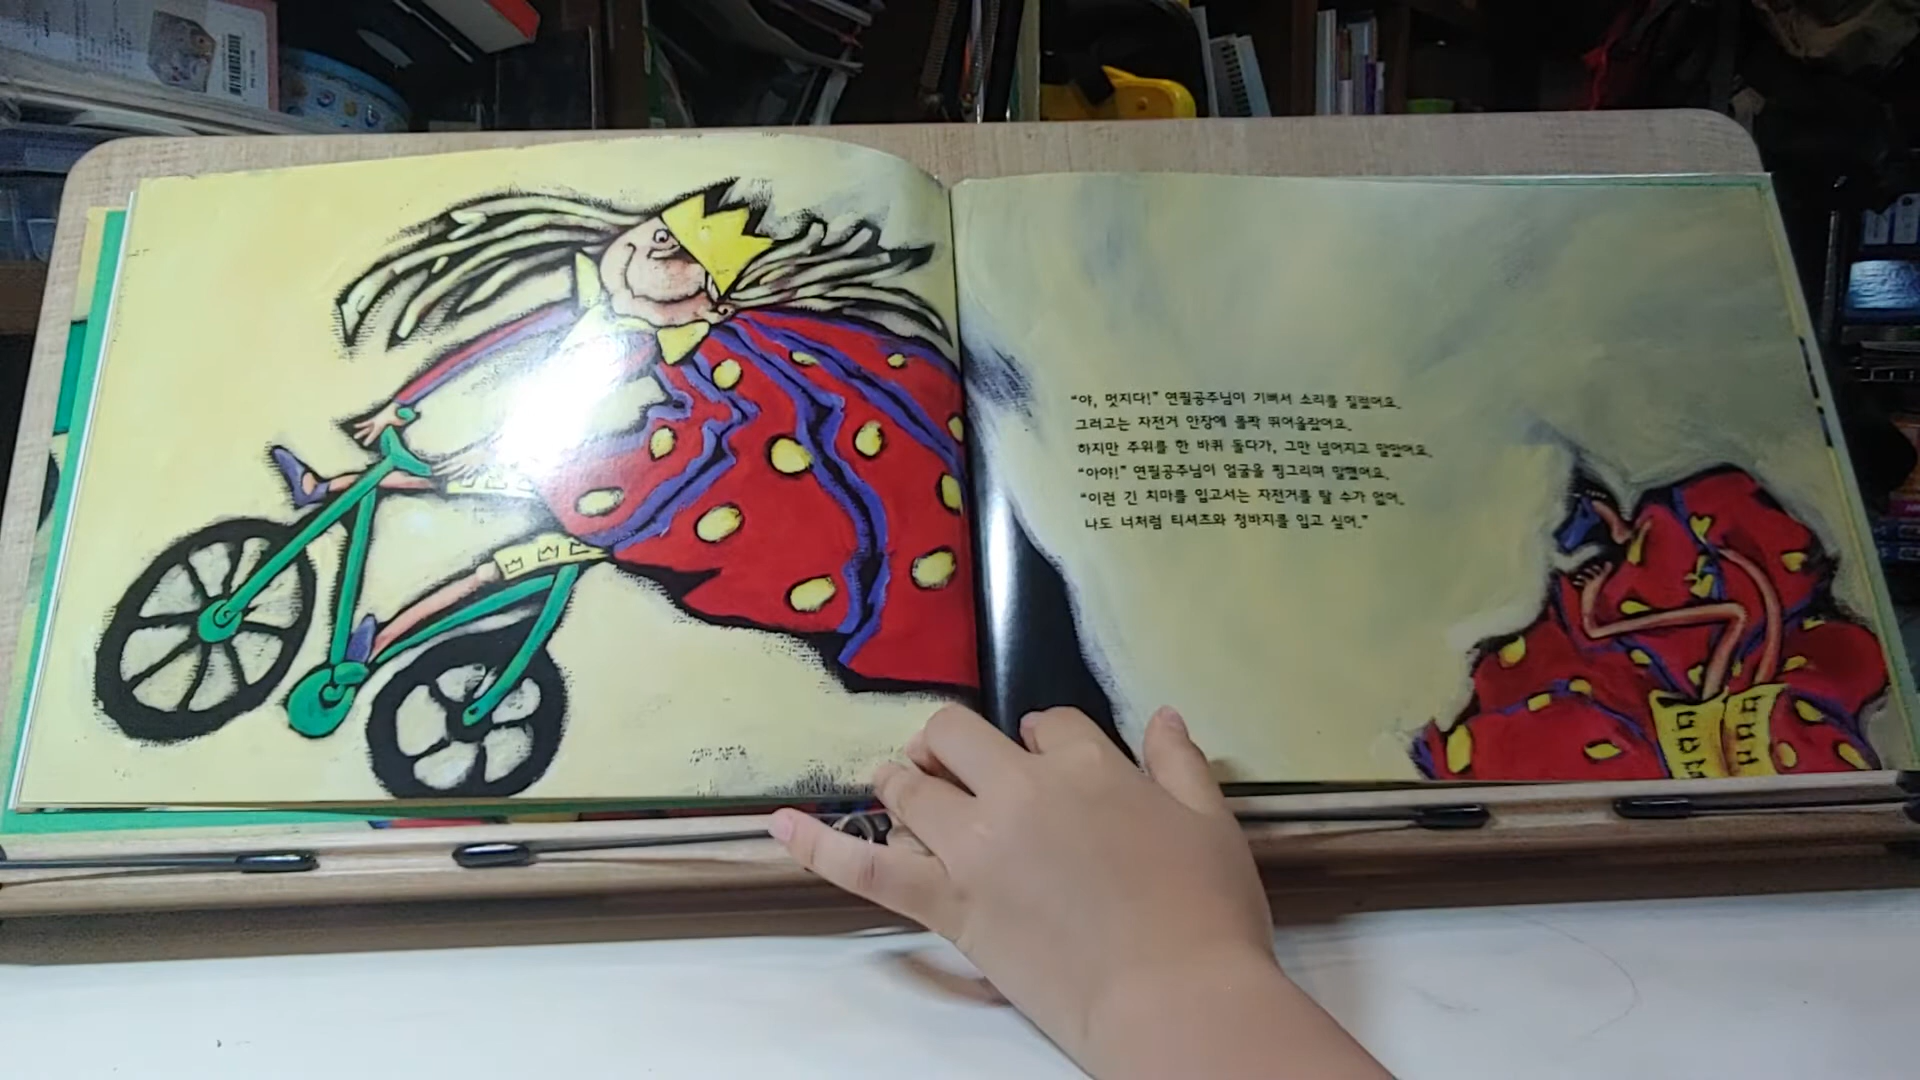 “야, 멋지다!” 연필공주님이 기뻐서 소리를 질렀어요.
그러고는 자전거 안장에 폴짝 뛰어올랐어요.
하지만 주위를 한 바퀴 돌다가, 그만 넘어지고 말았어요.
“아야!” 연필공주님이 얼굴을 찡그리며 말했어요.
“이런 긴 치마를 입고서는 자전거를 탈 수가 없어.
나도 너처럼 티셔츠와 청바지를 입고 싶어.”